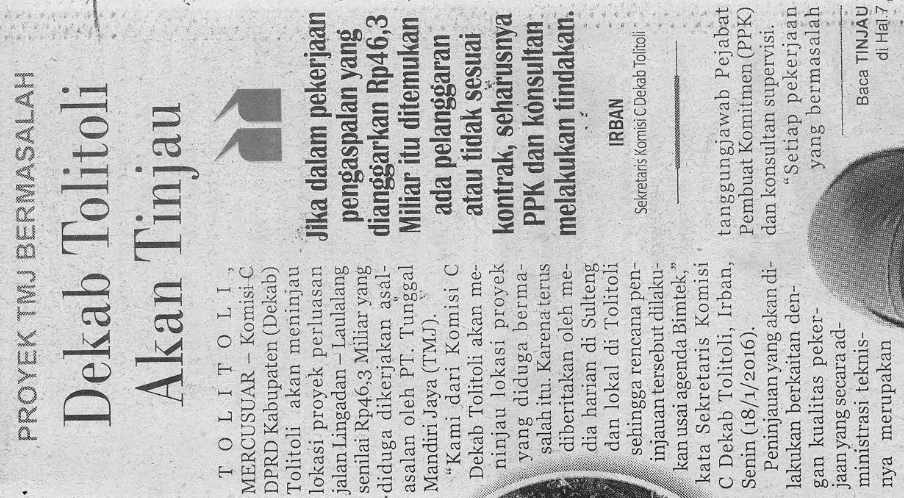 PROYEK TMJ BERMASALAH
Dekab Tolitoli
Akan Tinjau
TOLITOLI,
MERCUSUAR – Komisi C
DPRD Kabupaten (Dekab)
Tolitoli akan meninjau
lokasi proyek perluasan
jalan Lingadan – Laulalang
senilai Rp46,3 Miliar yang
diduga dikerjakan asal-
asalan oleh PT. Tunggal
Mandiri Jaya (TMJ).
"Kami dari Komisi C
Dekab Tolitoli akan me-
ninjau lokasi proyek
yang diduga berma-
salah itu. Karena terus
diberitakan oleh me-
dia harian di Sulteng
dan lokal di Tolitoli
sehingga rencana pen-
injauan tersebut dilaku-
kan usai agenda Bimtek,"
kata Sekretaris Komisi
C Dekab Tolitoli, Irban,
Senin (18/1/2016).
Peninjauan yang akan di-
lakukan berkaitan den-
gan kualitas peker-
jaan yang secara ad-
ministrasi teknis-
nya merupakan
Jika dalam pekerjaan
pengaspalan yang
dianggarkan Rp46,3
Miliar itu ditemukan
ada pelanggaran
atau tidak sesuai
kontrak, seharusnya
PPK dan konsultan
melakukan tindakan.
IRBAN
Sekretaris Komisi C Dekab Tolitoli
tanggungjawab Pejabat
Pembuat Komitmen (PPK)
dan konsultan supervisi.
"Setiap pekerjaan
yang bermasalah
Baca TINJAU
di Hal.7